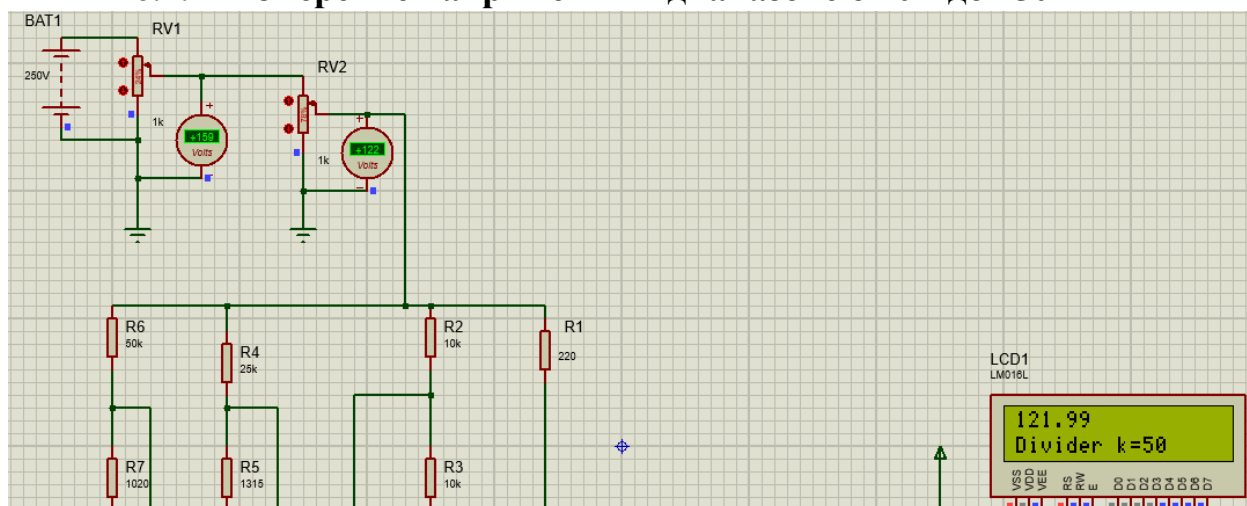 BAT1
RV1
250V
1k
+159
Volts
RV2
1k
+122
Volts
R6
50k
R4
25k
R2
10k
R1
220
R7
1020
R5
1315
R3
10k
LCD1
LM016L
121.99
Divider k=50
VSS
VDD
VEE
RS
RW
E
D0
D1
D2
D3
D4
D5
D6
D7